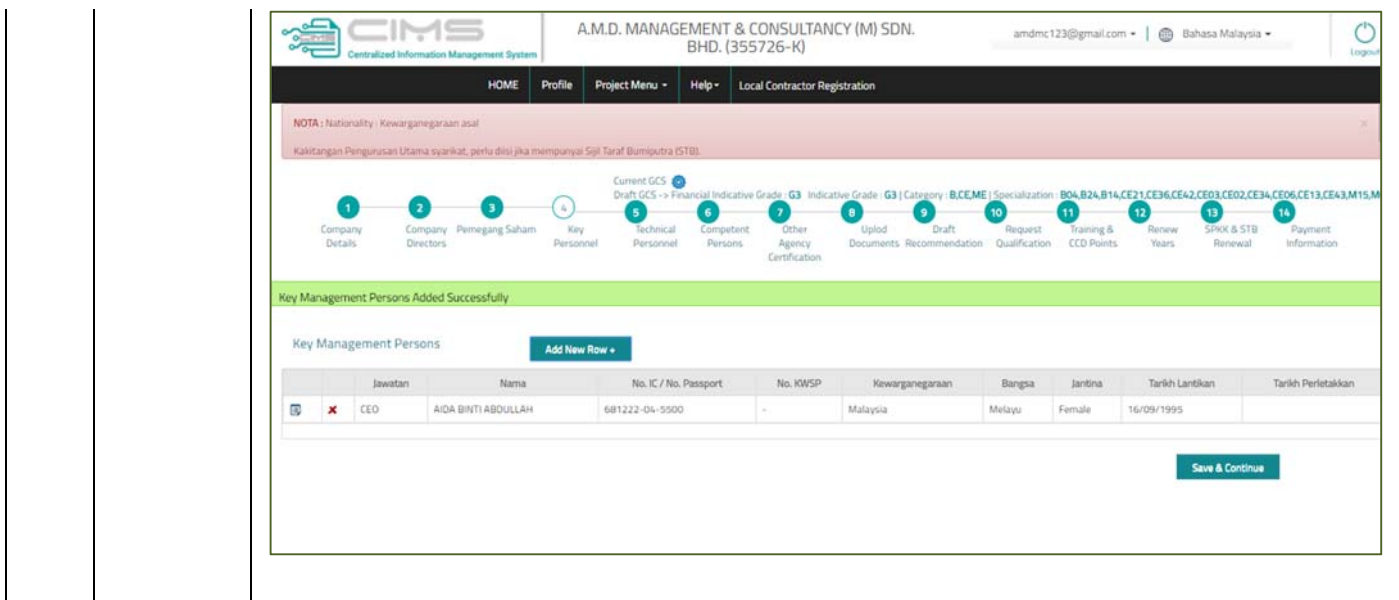 CIMS
Centralized Information Management System
A.M.D. MANAGEMENT & CONSULTANCY (M) SDN.
BHD. (355726-K)
amdmc123@gmail.com
Bahasa Malaysia
Logout
HOME Profile Project Menu Help Local Contractor Registration
NOTA : Nationality : Kewarganegaraan asal
×
Kakitangan Pengurusan Utama syarikat, perlu diisi jika mempunyai Sijil Taraf Bumiputra (STB).
Current GCS
Draft GCS -> Financial Indicative Grade : G3 Indicative Grade : G3 | Category : B,CE,ME | Specialization : B04,B24,B14,CE21,CE36,CE42,CE03,CE02,CE34,CE06,CE13,CE43,M15,M
1 2 3 4 5 6 7 8 9 10 11 12 13 14
Company Details
Company Directors
Pemegang Saham
Key Personnel
Technical Personnel
Competent Persons
Other Agency Certification
Uplod Documents
Draft Recommendation
Request Qualification
Training & CCD Points
Renew Years
SPKK & STB Renewal
Payment Information
Key Management Persons Added Successfully
Key Management Persons
Add New Row +
Jawatan Nama No. IC / No. Passport No. KWSP Kewarganegaraan Bangsa Jantina Tarikh Lantikan Tarikh Perletakkan
CEO AIDA BINTI ABDULLAH 681222-04-5500 - Malaysia Melayu Female 16/09/1995
Save & Continue